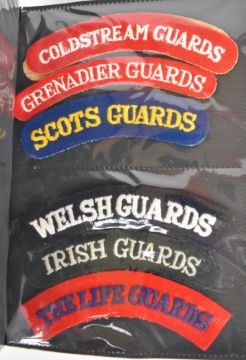 COLDSTREAM GUARDS
GRENADIER GUARDS
SCOTS GUARDS
WELSH GUARDS
IRISH GUARDS
THE LIFE GUARDS